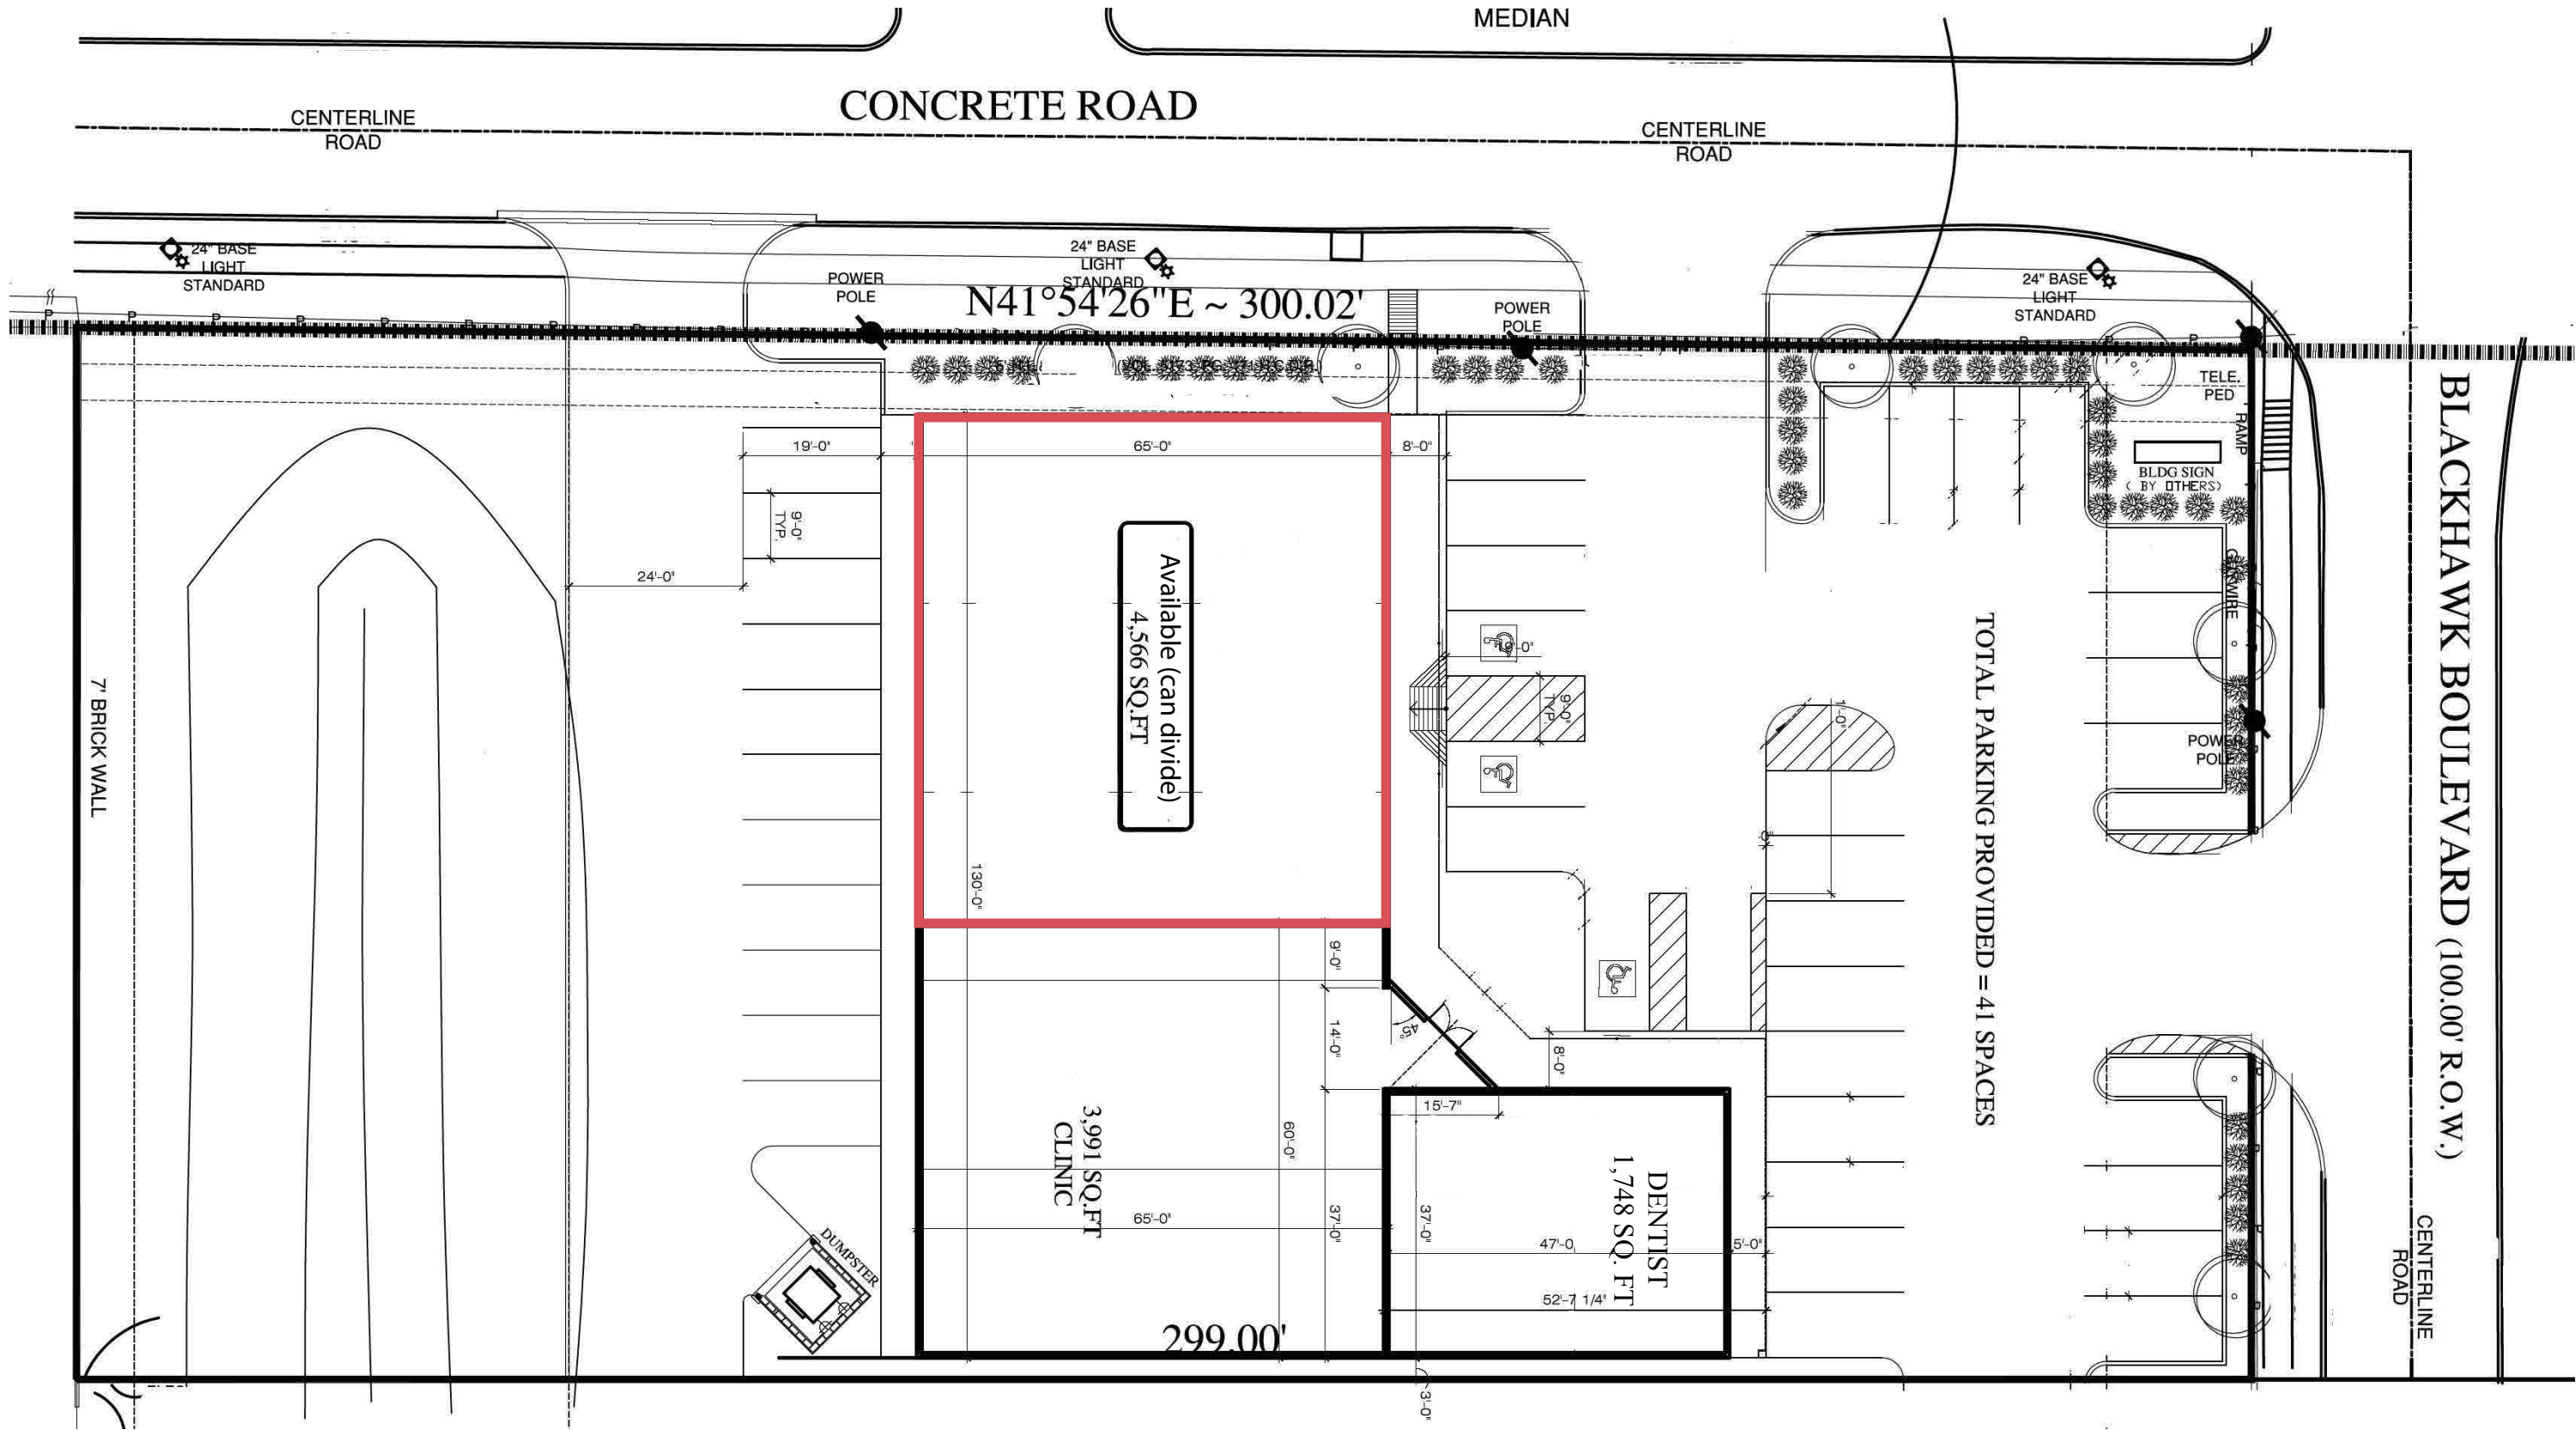 MEDIAN
CONCRETE ROAD
CENTERLINE
ROAD
CENTERLINE
ROAD
24" BASE
LIGHT
STANDARD
24" BASE
LIGHT
STANDARD
24" BASE
LIGHT
STANDARD
POWER
POLE
N41°54'26"E ~ 300.02'
POWER
POLE
P
P
P
P
P
P
P
TELE.
PED
RAMP
BLDG SIGN
( BY OTHERS)
19'-0"
65'-0"
8'-0"
9'-0"
TYP.
24'-0"
Available (can divide)
4,566 SQ.FT
130'-0"
9'-0"
TYP.
1'-0"
TOTAL PARKING PROVIDED = 41 SPACES
POWER
POLE
BLACKHAWK BOULEVARD (100.00' R.O.W.)
CENTERLINE
ROAD
7' BRICK WALL
9'-0"
14'-0"
45°
8'-0"
15'-7"
60'-0"
37'-0"
37'-0"
65'-0"
3,991 SQ.FT
CLINIC
DENTIST
1,748 SQ. FT
47'-0
5'-0"
52'-7 1/4"
DUMPSTER
299.00'
3'-0"